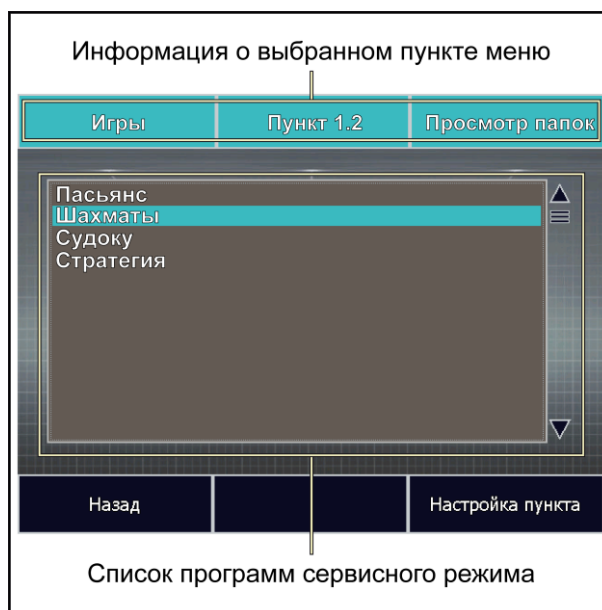 Информация о выбранном пункте меню
Игры Пункт 1.2 Просмотр папок
Пасьянс
Шахматы
Судоку
Стратегия
Назад Настройка пункта
Список программ сервисного режима